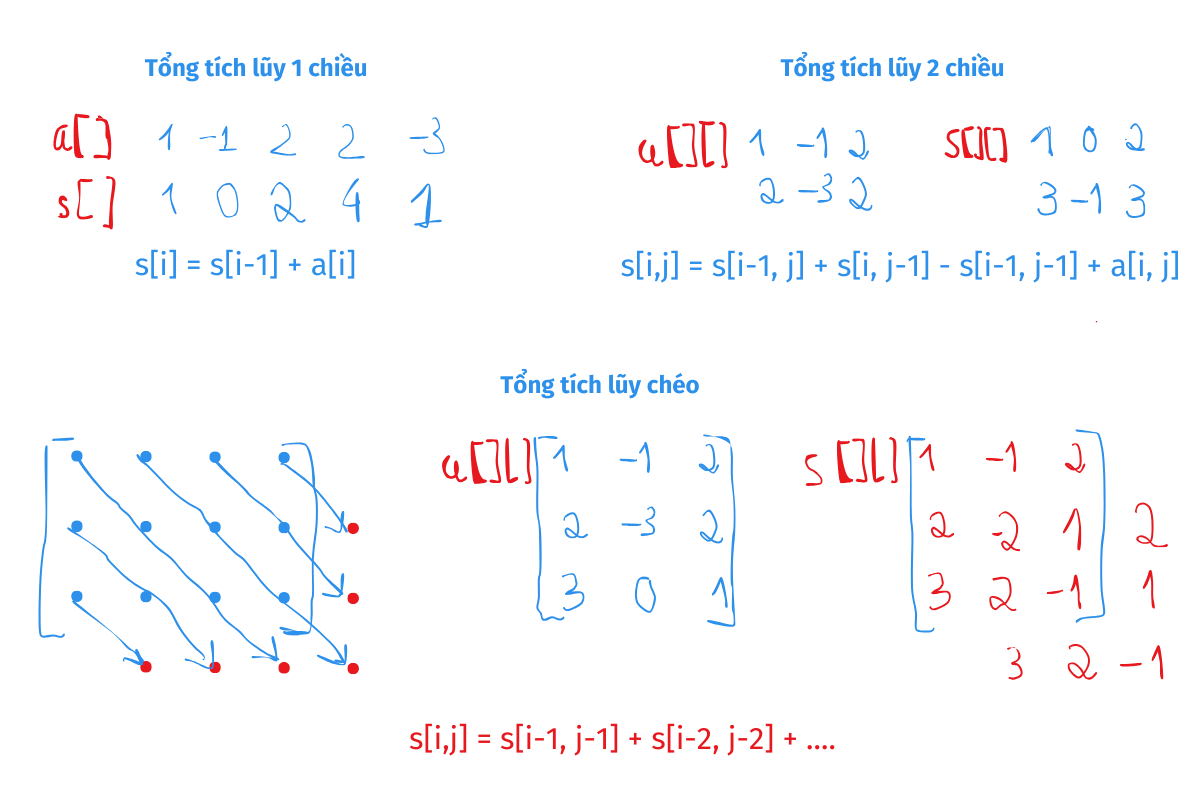 Tổng tích lũy 1 chiều
a[] 1 -1 2 2 -3
s[] 1 0 2 4 1
s[i] = s[i-1] + a[i]
Tổng tích lũy 2 chiều
a[][] 1 -1 2 S[][] 1 0 2
2 -3 2 3 -1 3
s[i,j] = s[i-1, j] + s[i, j-1] - s[i-1, j-1] + a[i, j]
Tổng tích lũy chéo
a[][] 1 -1 2 s[][] 1 -1 2
2 -3 2 2 -2 1 2
3 0 1 3 2 -1 1
3 2 -1
s[i,j] = s[i-1, j-1] + s[i-2, j-2] + ....